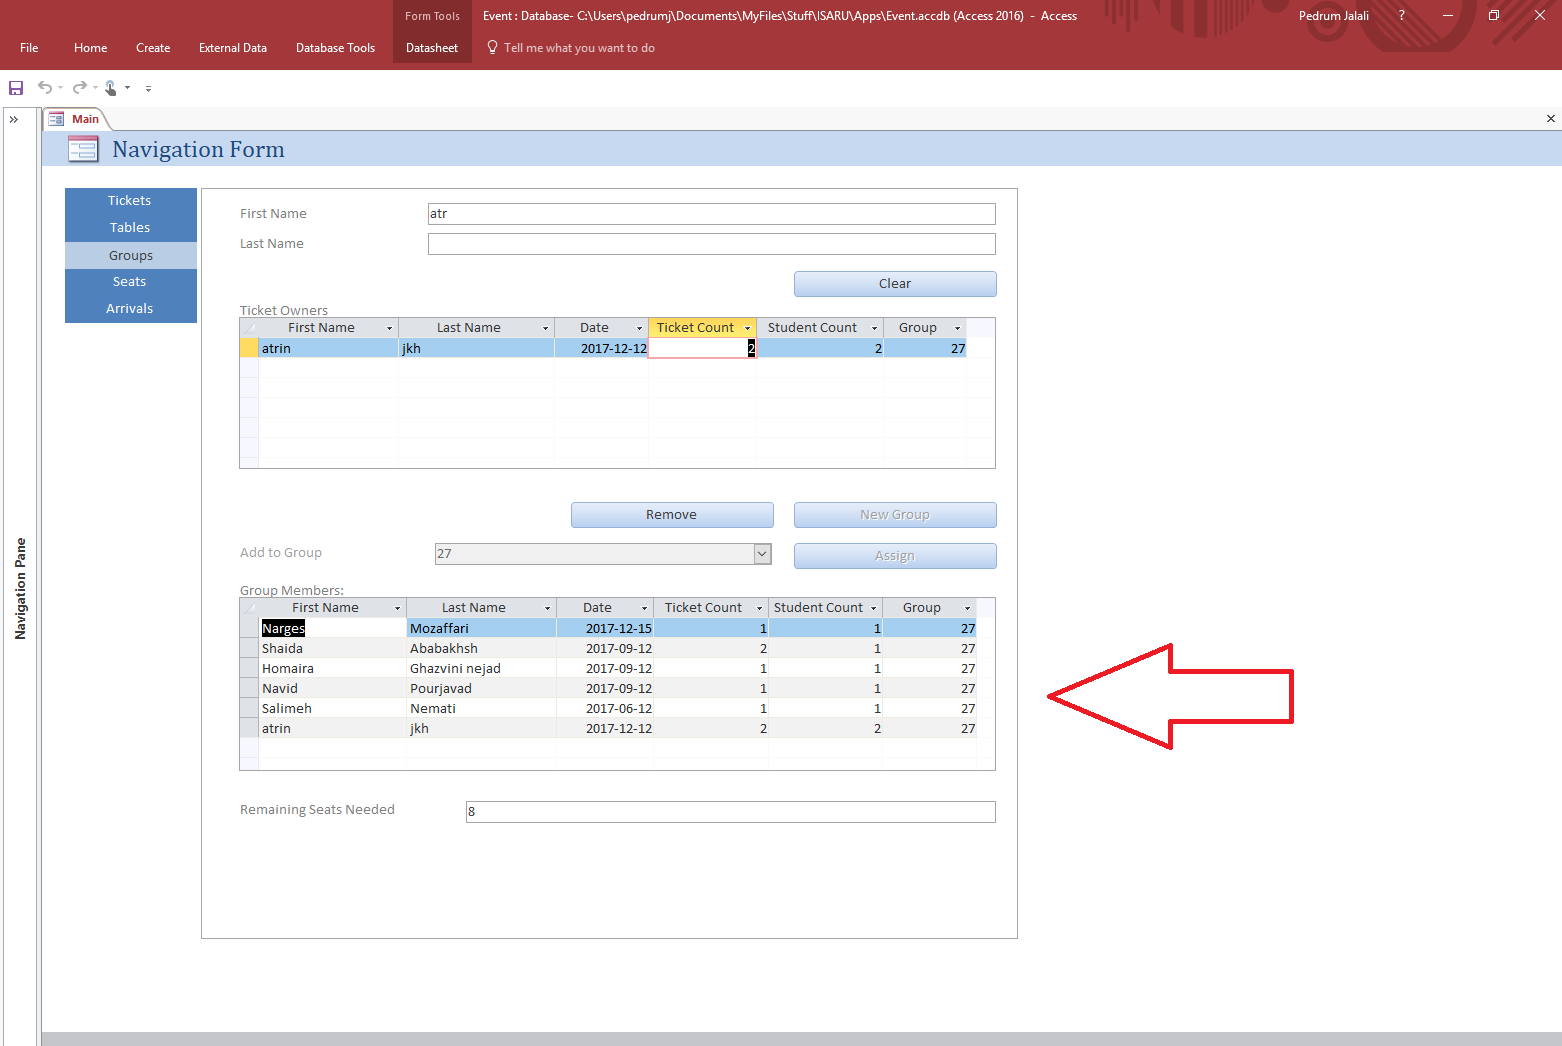 Form Tools
Event : Database- C:\Users\pedrumj\Documents\MyFiles\Stuff\ISARU\Apps\Event.accdb (Access 2016) - Access
Pedrum Jalali ?
File Home Create External Data Database Tools Datasheet Tell me what you want to do
Main
Navigation Form
Navigation Pane
Tickets
Tables
Groups
Seats
Arrivals
First Name atr
Last Name
Clear
Ticket Owners
First Name Last Name Date Ticket Count Student Count Group
atrin jkh 2017-12-12 2 2 27
Remove New Group
Add to Group 27 Assign
Group Members:
First Name Last Name Date Ticket Count Student Count Group
Narges Mozaffari 2017-12-15 1 1 27
Shaida Ababakhsh 2017-09-12 2 1 27
Homaira Ghazvini nejad 2017-09-12 1 1 27
Navid Pourjavad 2017-09-12 1 1 27
Salimeh Nemati 2017-06-12 1 1 27
atrin jkh 2017-12-12 2 2 27
Remaining Seats Needed 8